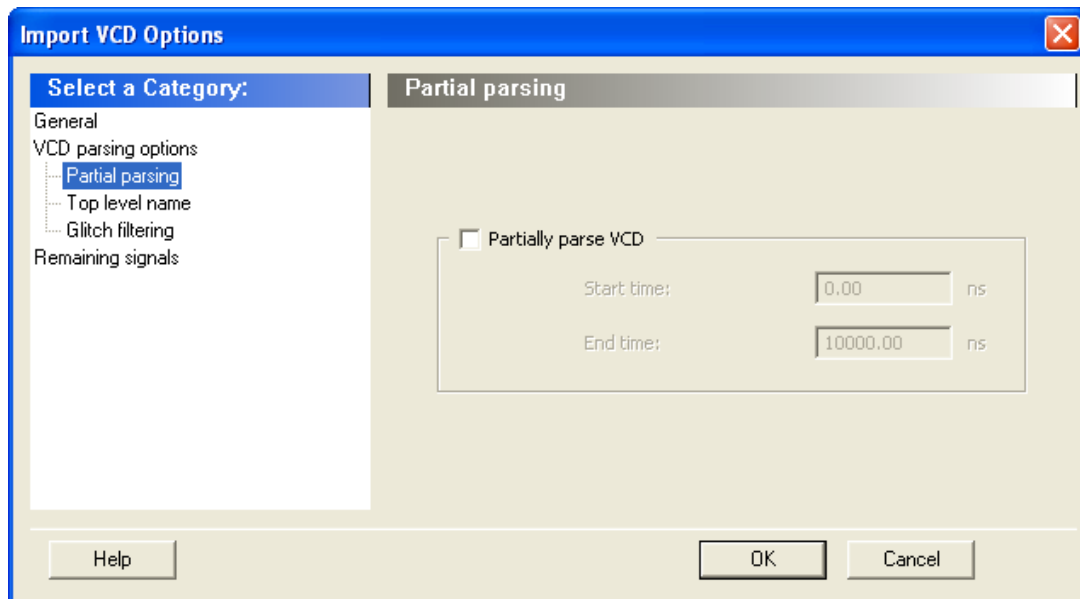 Import VCD Options
Select a Category:
General
VCD parsing options
Partial parsing
Top level name
Glitch filtering
Remaining signals
Partial parsing
Partially parse VCD
Start time: 0.00 ns
End time: 10000.00 ns
Help OK Cancel